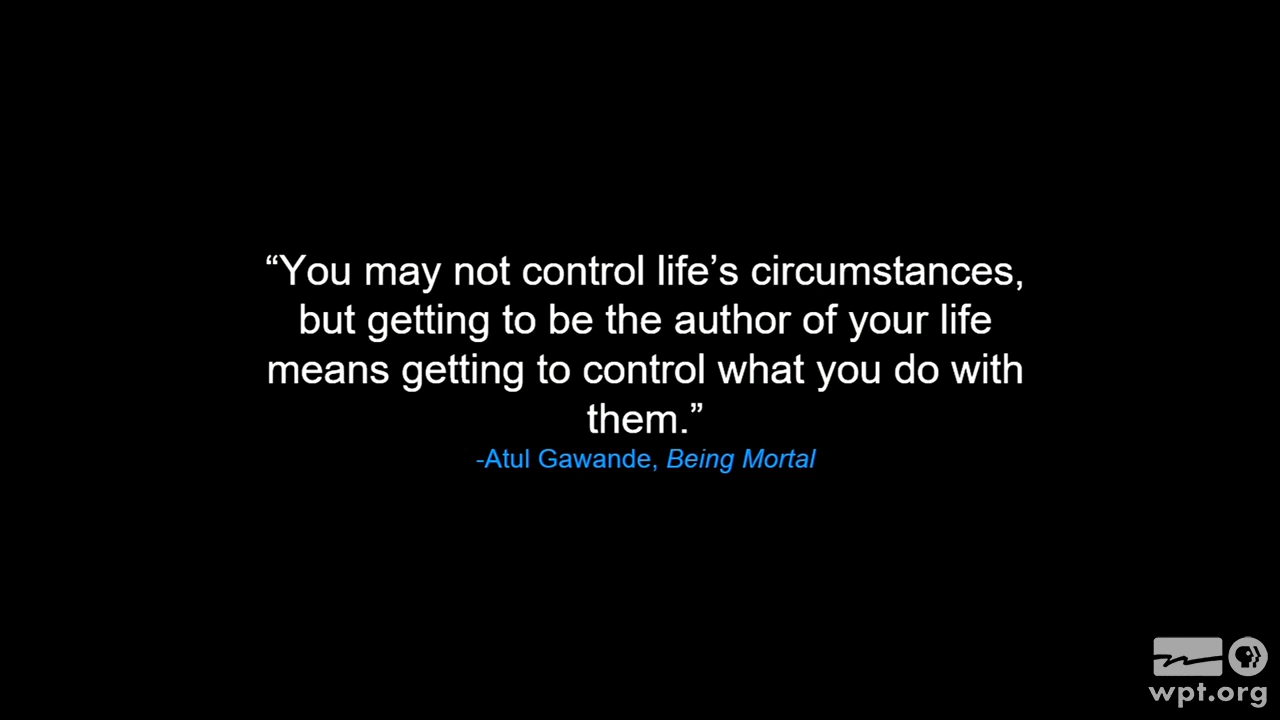 “You may not control life’s circumstances,
but getting to be the author of your life
means getting to control what you do with
them.”
-Atul Gawande, Being Mortal
wpt.org